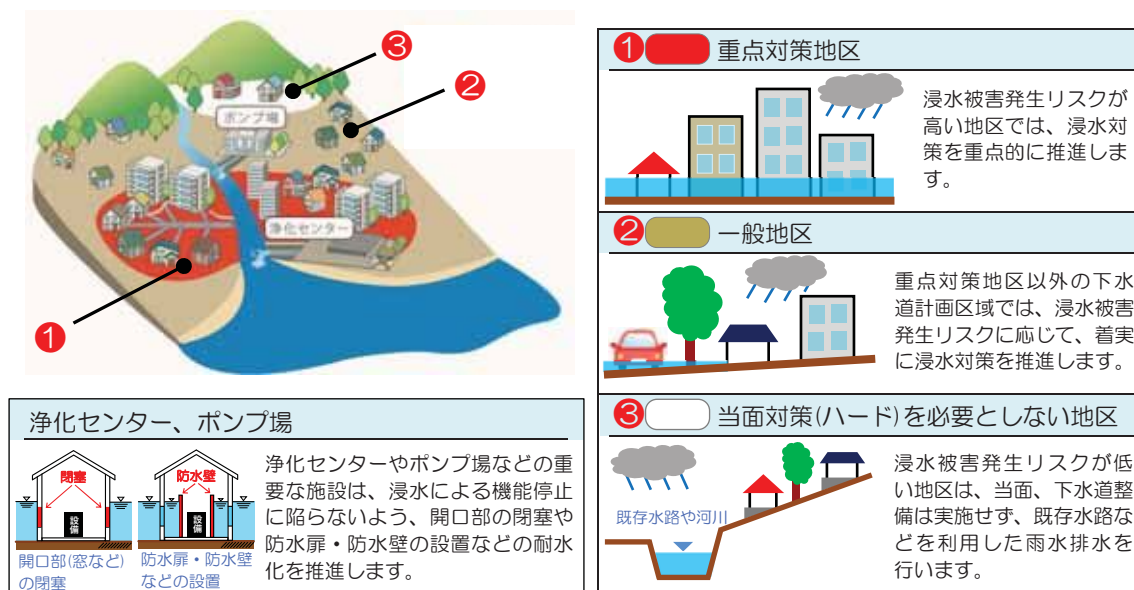 ❸
❷
ポンプ場
浄化センター
❶
❶ 重点対策地区
浸水被害発生リスクが
高い地区では、浸水対
策を重点的に推進しま
す。
❷ 一般地区
重点対策地区以外の下水
道計画区域では、浸水被害
発生リスクに応じて、着実
に浸水対策を推進します。
❸ 当面対策(ハード)を必要としない地区
既存水路や河川
浸水被害発生リスクが低
い地区は、当面、下水道整
備は実施せず、既存水路な
どを利用した雨水排水を
行います。
浄化センター、ポンプ場
閉塞
設備
開口部(窓など)
の閉塞
防水壁
設備
防水扉・防水壁
などの設置
浄化センターやポンプ場などの重
要な施設は、浸水による機能停止
に陥らないよう、開口部の閉塞や
防水扉・防水壁の設置などの耐水
化を推進します。